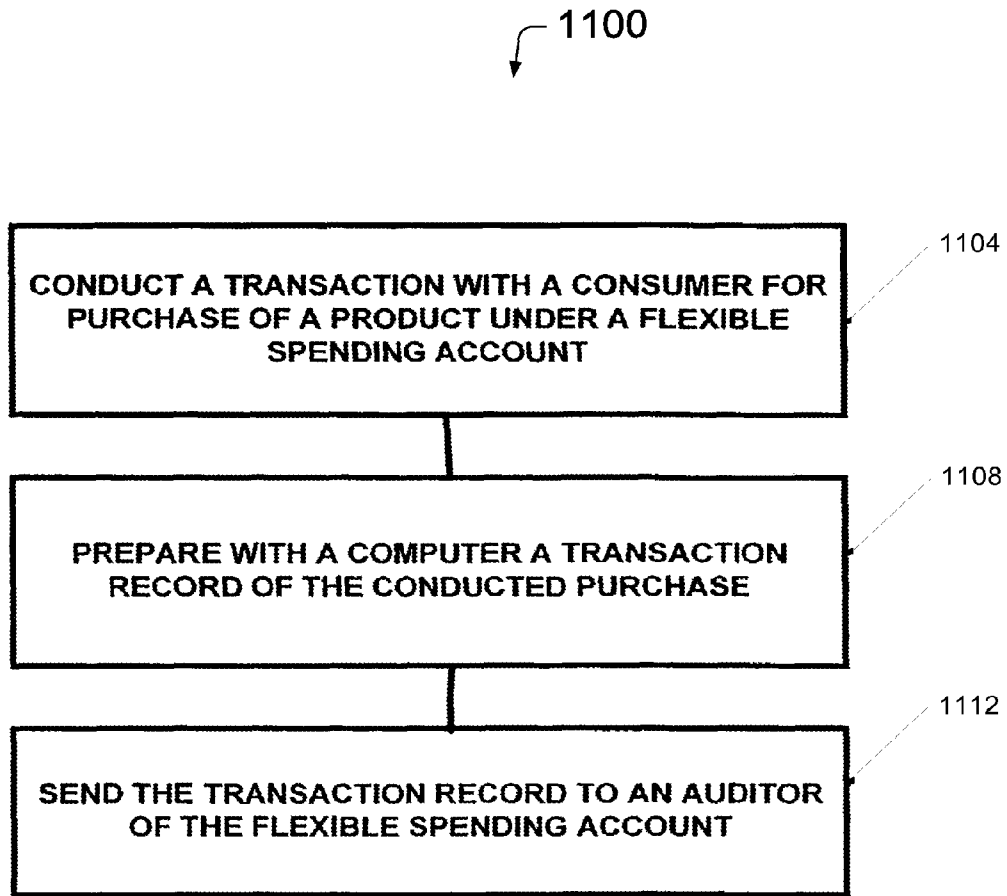 1100
CONDUCT A TRANSACTION WITH A CONSUMER FOR
PURCHASE OF A PRODUCT UNDER A FLEXIBLE
SPENDING ACCOUNT
1104
PREPARE WITH A COMPUTER A TRANSACTION
RECORD OF THE CONDUCTED PURCHASE
1108
SEND THE TRANSACTION RECORD TO AN AUDITOR
OF THE FLEXIBLE SPENDING ACCOUNT
1112